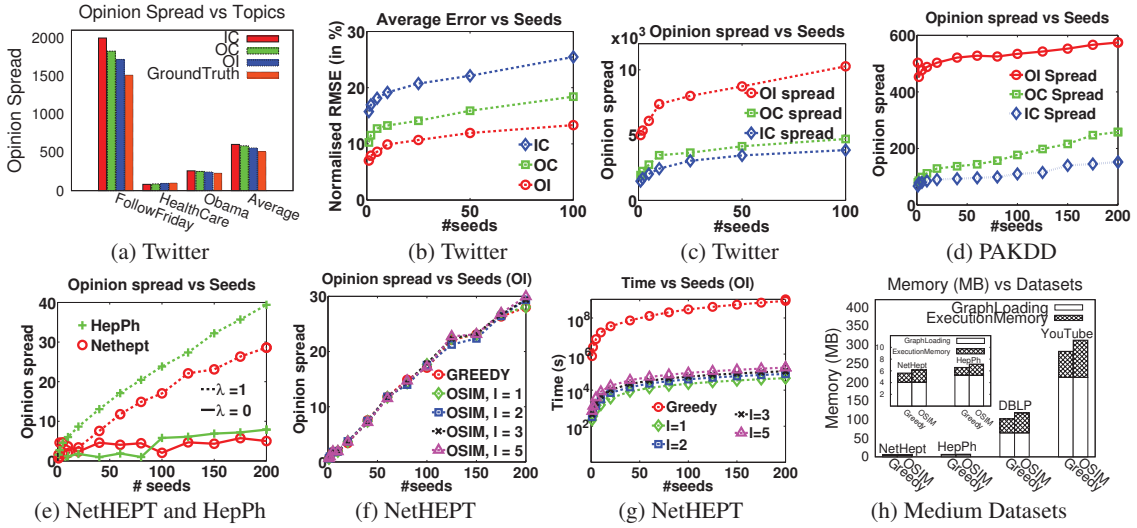 Opinion Spread vs Topics
Opinion Spread
2000
1500
1000
500
0
IC
OC
OI
GroundTruth
FollowFriday
HealthCare
Obama
Average
(a) Twitter
Average Error vs Seeds
Normalised RMSE (in %)
40
30
20
10
0
IC
OC
OI
0
50
100
#seeds
(b) Twitter
Opinion spread vs Seeds
x10³
Opinion spread
10
5
0
OI spread
OC spread
IC spread
0
50
100
#seeds
(c) Twitter
Opinion spread vs Seeds
Opinion spread
600
400
200
0
OI Spread
OC Spread
IC Spread
0 25 50 75 100 125 150 175 200
#seeds
(d) PAKDD
Opinion spread vs Seeds
Opinion spread
40
30
20
10
0
HepPh
Nethept
λ =1
λ = 0
0 50 100 150 200
# seeds
(e) NetHEPT and HepPh
Opinion spread vs Seeds (OI)
Opinion spread
30
20
10
0
GREEDY
OSIM, l = 1
OSIM, l = 2
OSIM, l = 3
OSIM, l = 5
0 50 100 150 200
# seeds
(f) NetHEPT
Time vs Seeds (OI)
Time (s)
10⁸
10⁶
10⁴
10²
Greedy
l=1
l=2
l=3
l=5
0 50 100 150 200
#seeds
(g) NetHEPT
Memory (MB) vs Datasets
Memory (MB)
400
350
300
250
200
150
100
50
0
GraphLoading
ExecutionMemory
YouTube
GraphLoading
ExecutionMemory
10
8
6
4
2
NetHept
HepPh
Greedy
OSIM
Greedy
OSIM
DBLP
NetHept
HepPh
Greedy
OSIM
Greedy
OSIM
Greedy
OSIM
Greedy
OSIM
(h) Medium Datasets